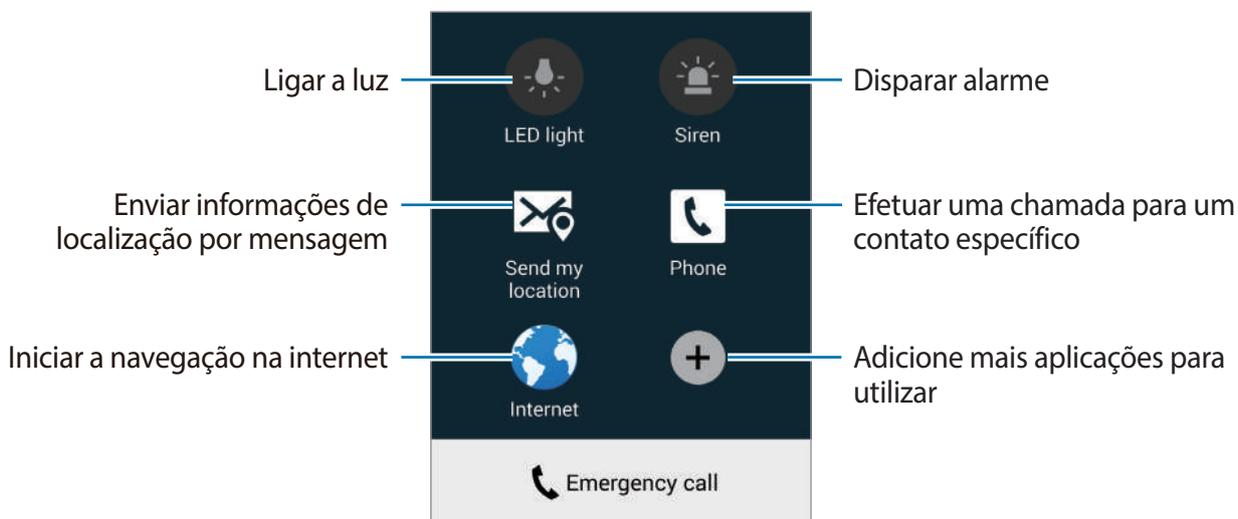 Ligar a luz
LED light
Siren
Disparar alarme
Enviar informações de
localização por mensagem
Send my
location
Phone
Efetuar uma chamada para um
contato específico
Iniciar a navegação na internet
Internet
Adicione mais aplicações para
utilizar
Emergency call